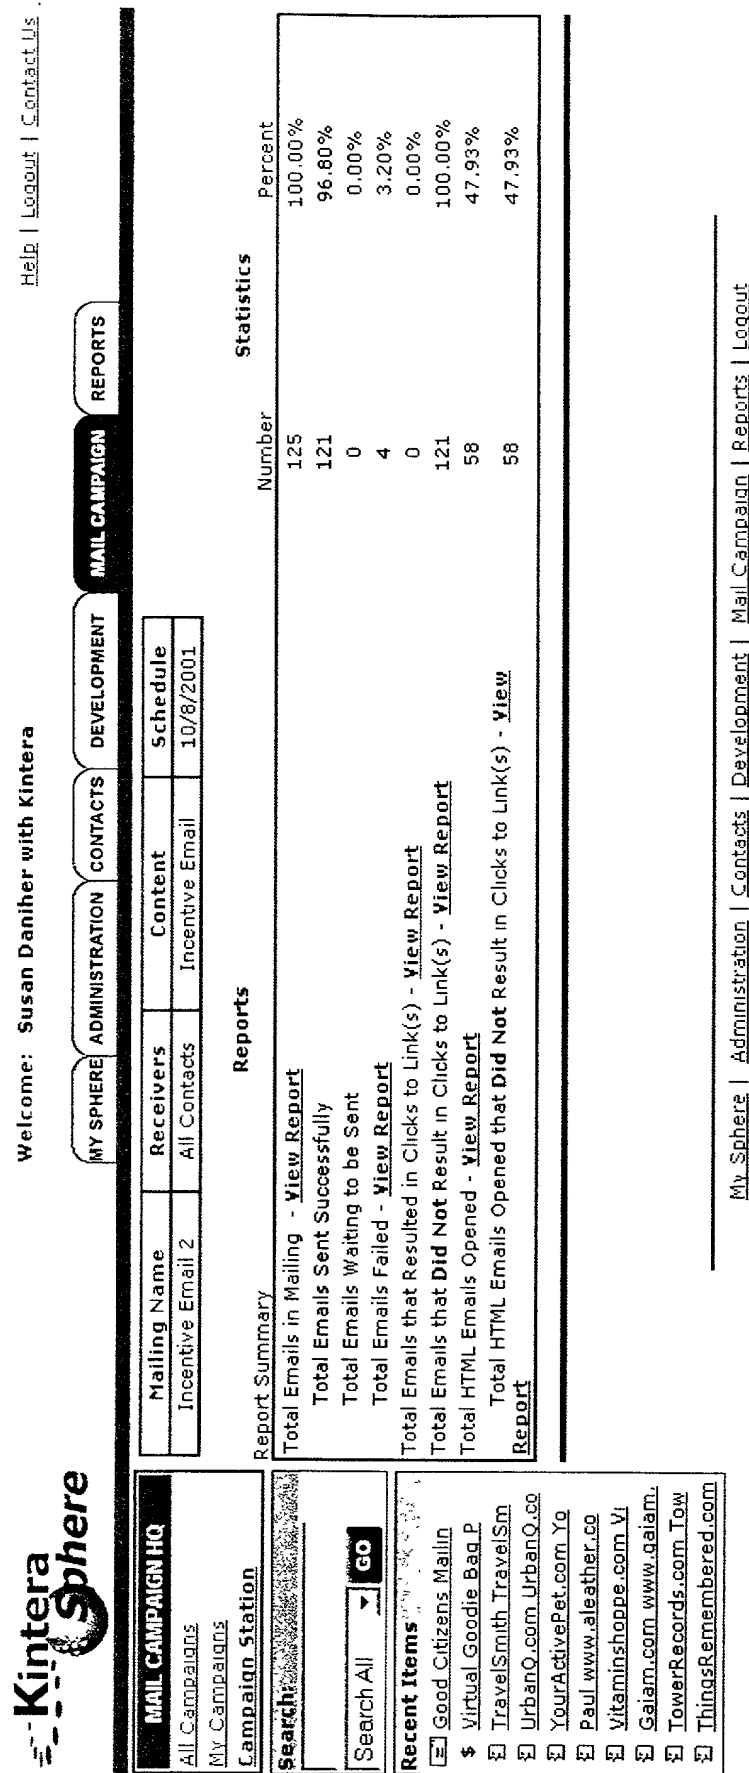 Kintera
Sphere
Welcome: Susan Daniher with Kintera
Help | Logout | Contact Us
MY SPHERE ADMINISTRATION CONTACTS DEVELOPMENT MAIL CAMPAIGN REPORTS
MAIL CAMPAIGN HQ
All Campaigns
My Campaigns
Campaign Station
Search:
Search All GO
Recent Items
Good Citizens Mailin
$ Virtual Goodie Bag P
TravelSmith TravelSm
UrbanQ.com UrbanQ.co
YourActivePet.com Yo
Paul www.aleather.co
Vitaminshoppe.com Vi
Gaiam.com www.gaiam.
TowerRecords.com Tow
ThingsRemembered.com
Mailing Name Receivers Content Schedule
Incentive Email 2 All Contacts Incentive Email 10/8/2001
Reports Statistics
Report Summary Number Percent
Total Emails in Mailing - View Report 125 100.00%
Total Emails Sent Successfully 121 96.80%
Total Emails Waiting to be Sent 0 0.00%
Total Emails Failed - View Report 4 3.20%
Total Emails that Resulted in Clicks to Link(s) - View Report 0 0.00%
Total Emails that Did Not Result in Clicks to Link(s) - View Report 121 100.00%
Total HTML Emails Opened - View Report 58 47.93%
Total HTML Emails Opened that Did Not Result in Clicks to Link(s) - View 58 47.93%
Report
My Sphere | Administration | Contacts | Development | Mail Campaign | Reports | Logout